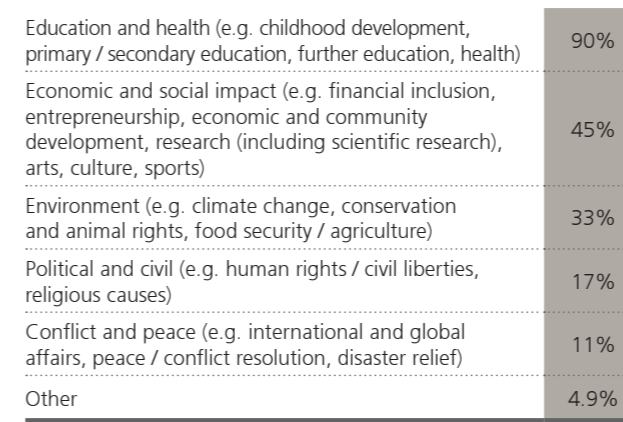 Education and health (e.g. childhood development,
primary / secondary education, further education, health)
90%
Economic and social impact (e.g. financial inclusion,
entrepreneurship, economic and community
development, research (including scientific research),
arts, culture, sports)
45%
Environment (e.g. climate change, conservation
and animal rights, food security / agriculture)
33%
Political and civil (e.g. human rights / civil liberties,
religious causes)
17%
Conflict and peace (e.g. international and global
affairs, peace / conflict resolution, disaster relief)
11%
Other
4.9%